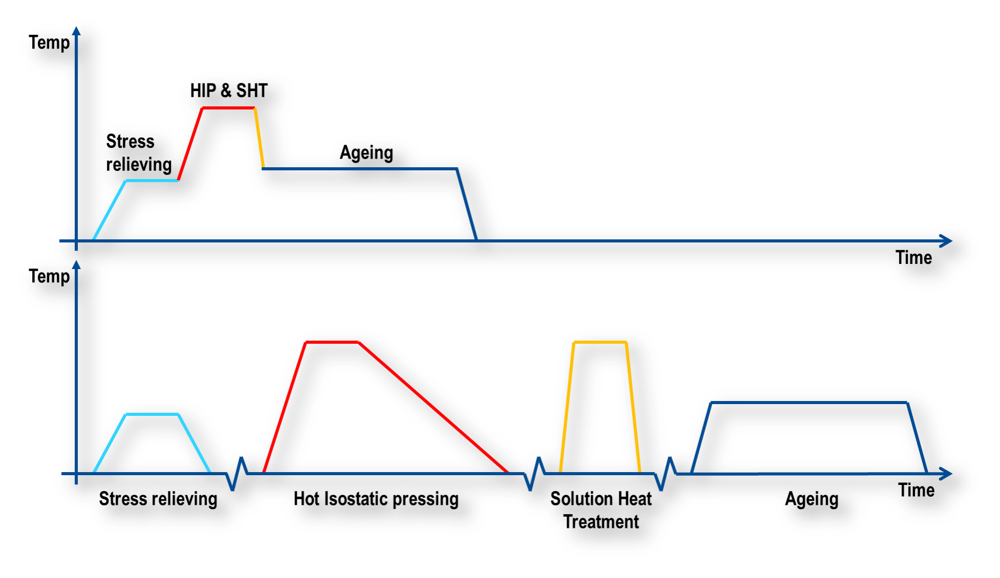 Temp
HIP & SHT
Stress
relieving
Ageing
Time
Temp
Stress relieving
Hot Isostatic pressing
Solution Heat
Treatment
Ageing
Time